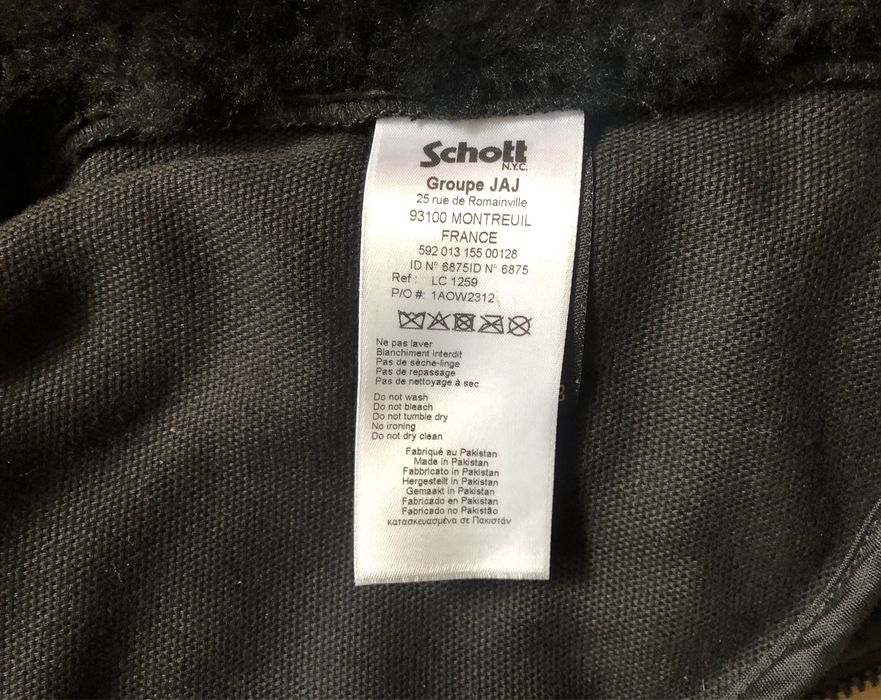 Schott
N.Y.C.
Groupe JAJ
25 rue de Romainville
93100 MONTREUIL
FRANCE
592 013 155 00128
ID N° 6875ID N° 6875
Ref : LC 1259
P/O #: 1AOW2312
Ne pas laver
Blanchiment interdit
Pas de sèche-linge
Pas de repassage
Pas de nettoyage à sec
Do not wash
Do not bleach
Do not tumble dry
No ironing
Do not dry clean
Fabriqué au Pakistan
Made in Pakistan
Fabbricato in Pakistan
Hergestellt in Pakistan
Gemaakt in Pakistan
Fabricado en Pakistan
Fabricado no Pakistão
κατασκευασμένα σε Πακιστάν